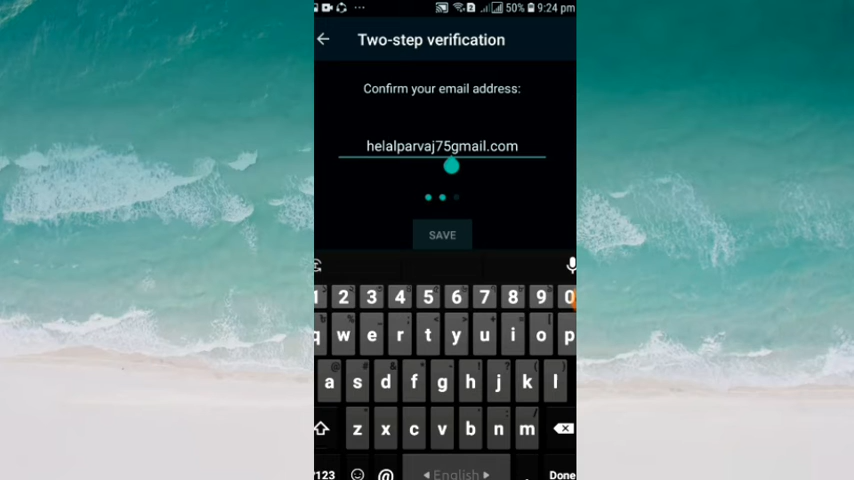 50% 9:24 pm
Two-step verification
Confirm your email address:
helalparvaj75gmail.com
SAVE
1 2 3 4 5 6 7 8 9 0
q w e r t y u i o p
a s d f g h j k l
z x c v b n m
?123 @ English Done